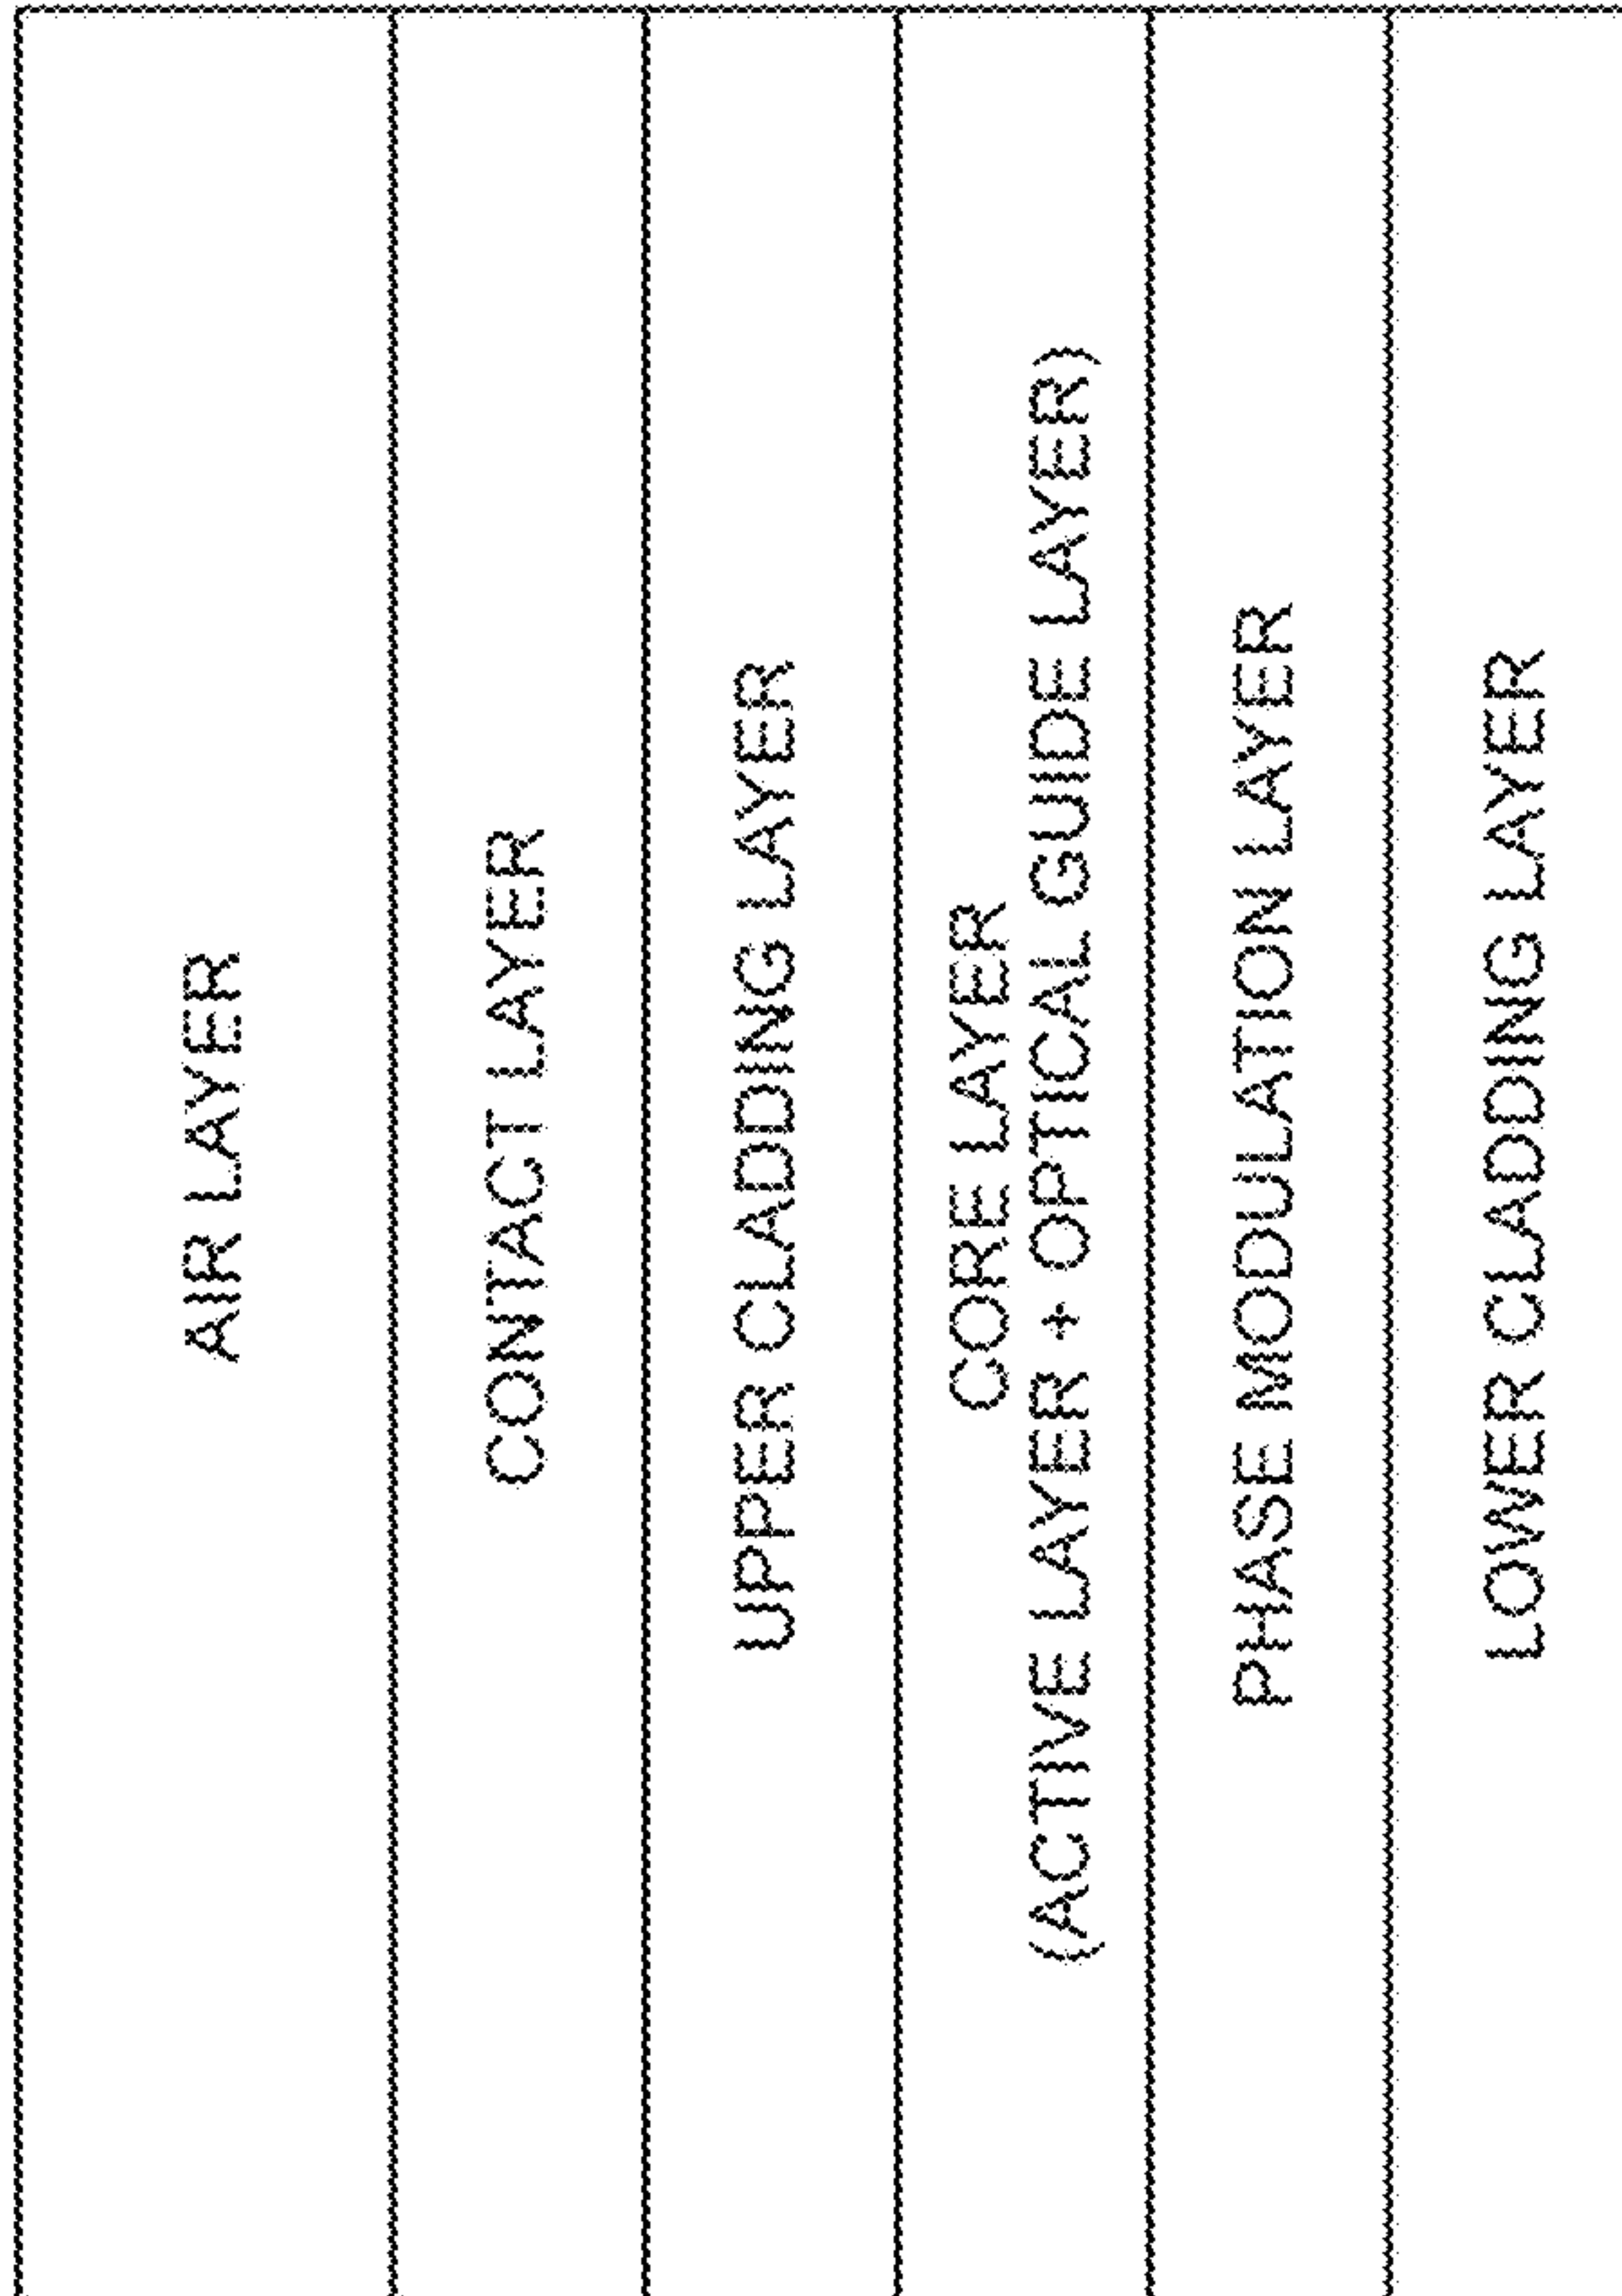 AIR LAYER
CONTACT LAYER
UPPER CLADDING LAYER
CORE LAYER
(ACTIVE LAYER + OPTICAL GUIDE LAYER)
PHASE MODULATION LAYER
LOWER CLADDING LAYER